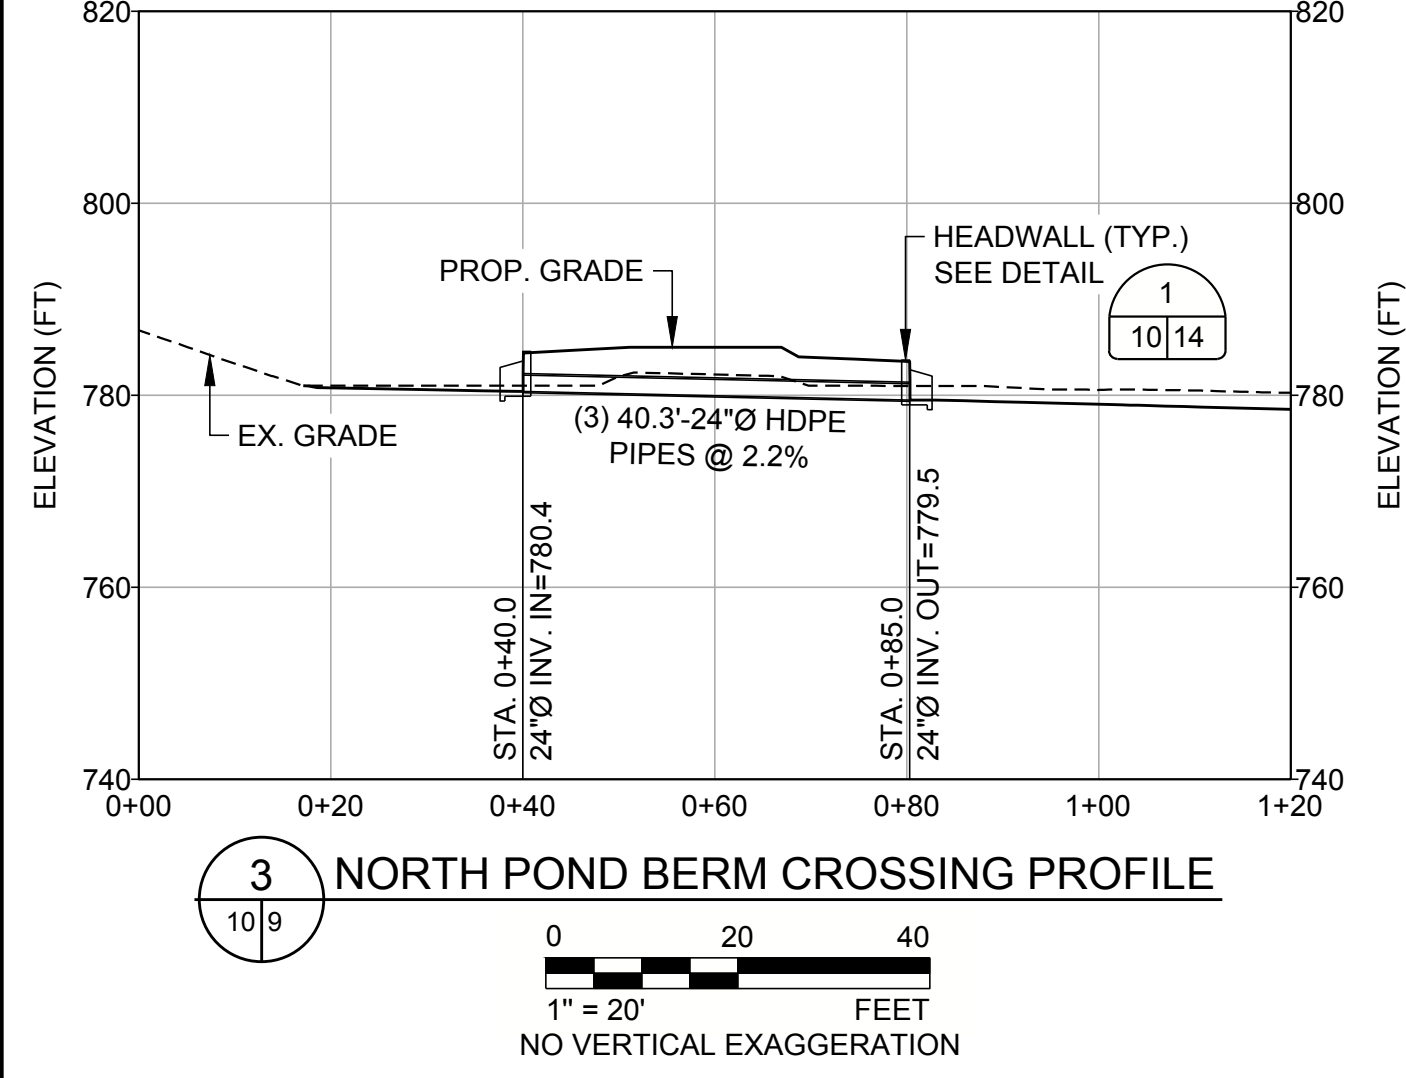 820
820
800
800
HEADWALL (TYP.)
SEE DETAIL
1
10 14
PROP. GRADE
ELEVATION (FT)
ELEVATION (FT)
780
780
EX. GRADE
(3) 40.3'-24"Ø HDPE
PIPES @ 2.2%
STA. 0+40.0
24"Ø INV. IN=780.4
STA. 0+85.0
24"Ø INV. OUT=779.5
760
760
740
740
0+00 0+20 0+40 0+60 0+80 1+00 1+20
3
10 9
NORTH POND BERM CROSSING PROFILE
0 20 40
1" = 20' FEET
NO VERTICAL EXAGGERATION